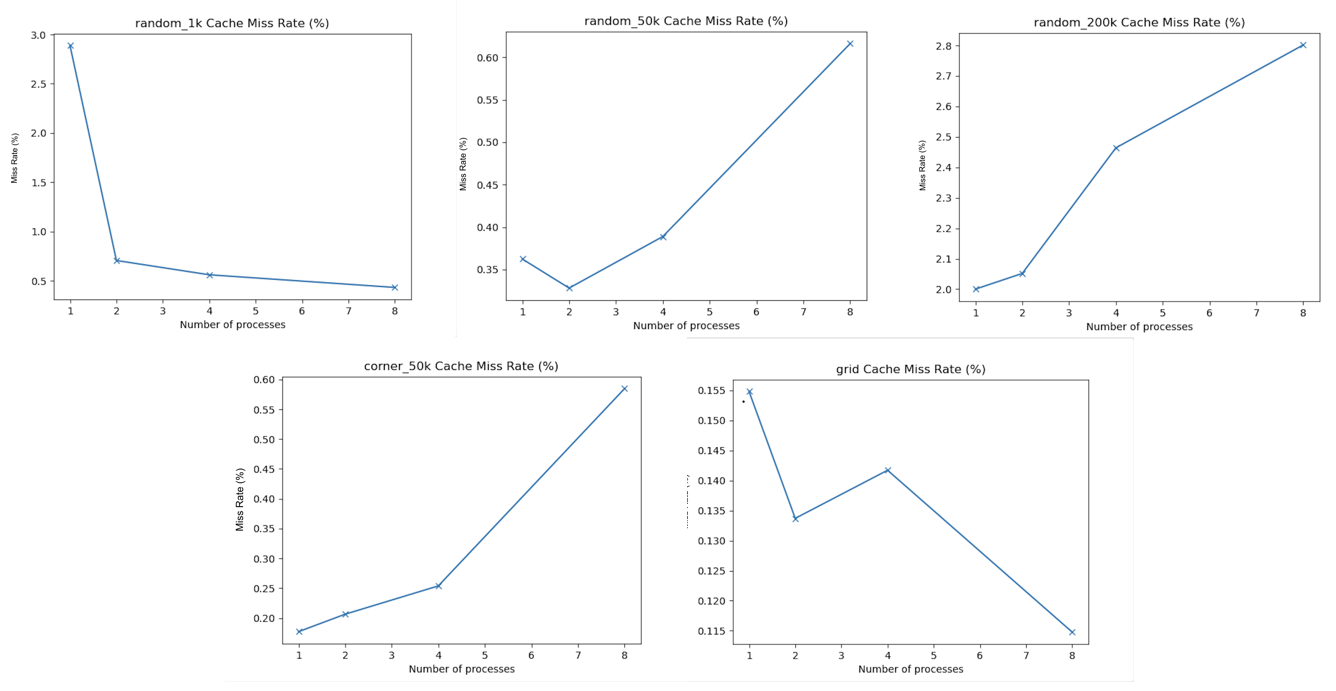 random_1k Cache Miss Rate (%)
3.0
2.5
2.0
1.5
1.0
0.5
Miss Rate (%)
1 2 3 4 5 6 7 8
Number of processes
random_50k Cache Miss Rate (%)
0.60
0.55
0.50
0.45
0.40
0.35
Miss Rate (%)
1 2 3 4 5 6 7 8
Number of processes
random_200k Cache Miss Rate (%)
2.8
2.7
2.6
2.5
2.4
2.3
2.2
2.1
2.0
Miss Rate (%)
1 2 3 4 5 6 7 8
Number of processes
corner_50k Cache Miss Rate (%)
0.60
0.55
0.50
0.45
0.40
0.35
0.30
0.25
0.20
Miss Rate (%)
1 2 3 4 5 6 7 8
Number of processes
grid Cache Miss Rate (%)
0.155
0.150
0.145
0.140
0.135
0.130
0.125
0.120
0.115
1 2 3 4 5 6 7 8
Number of processes